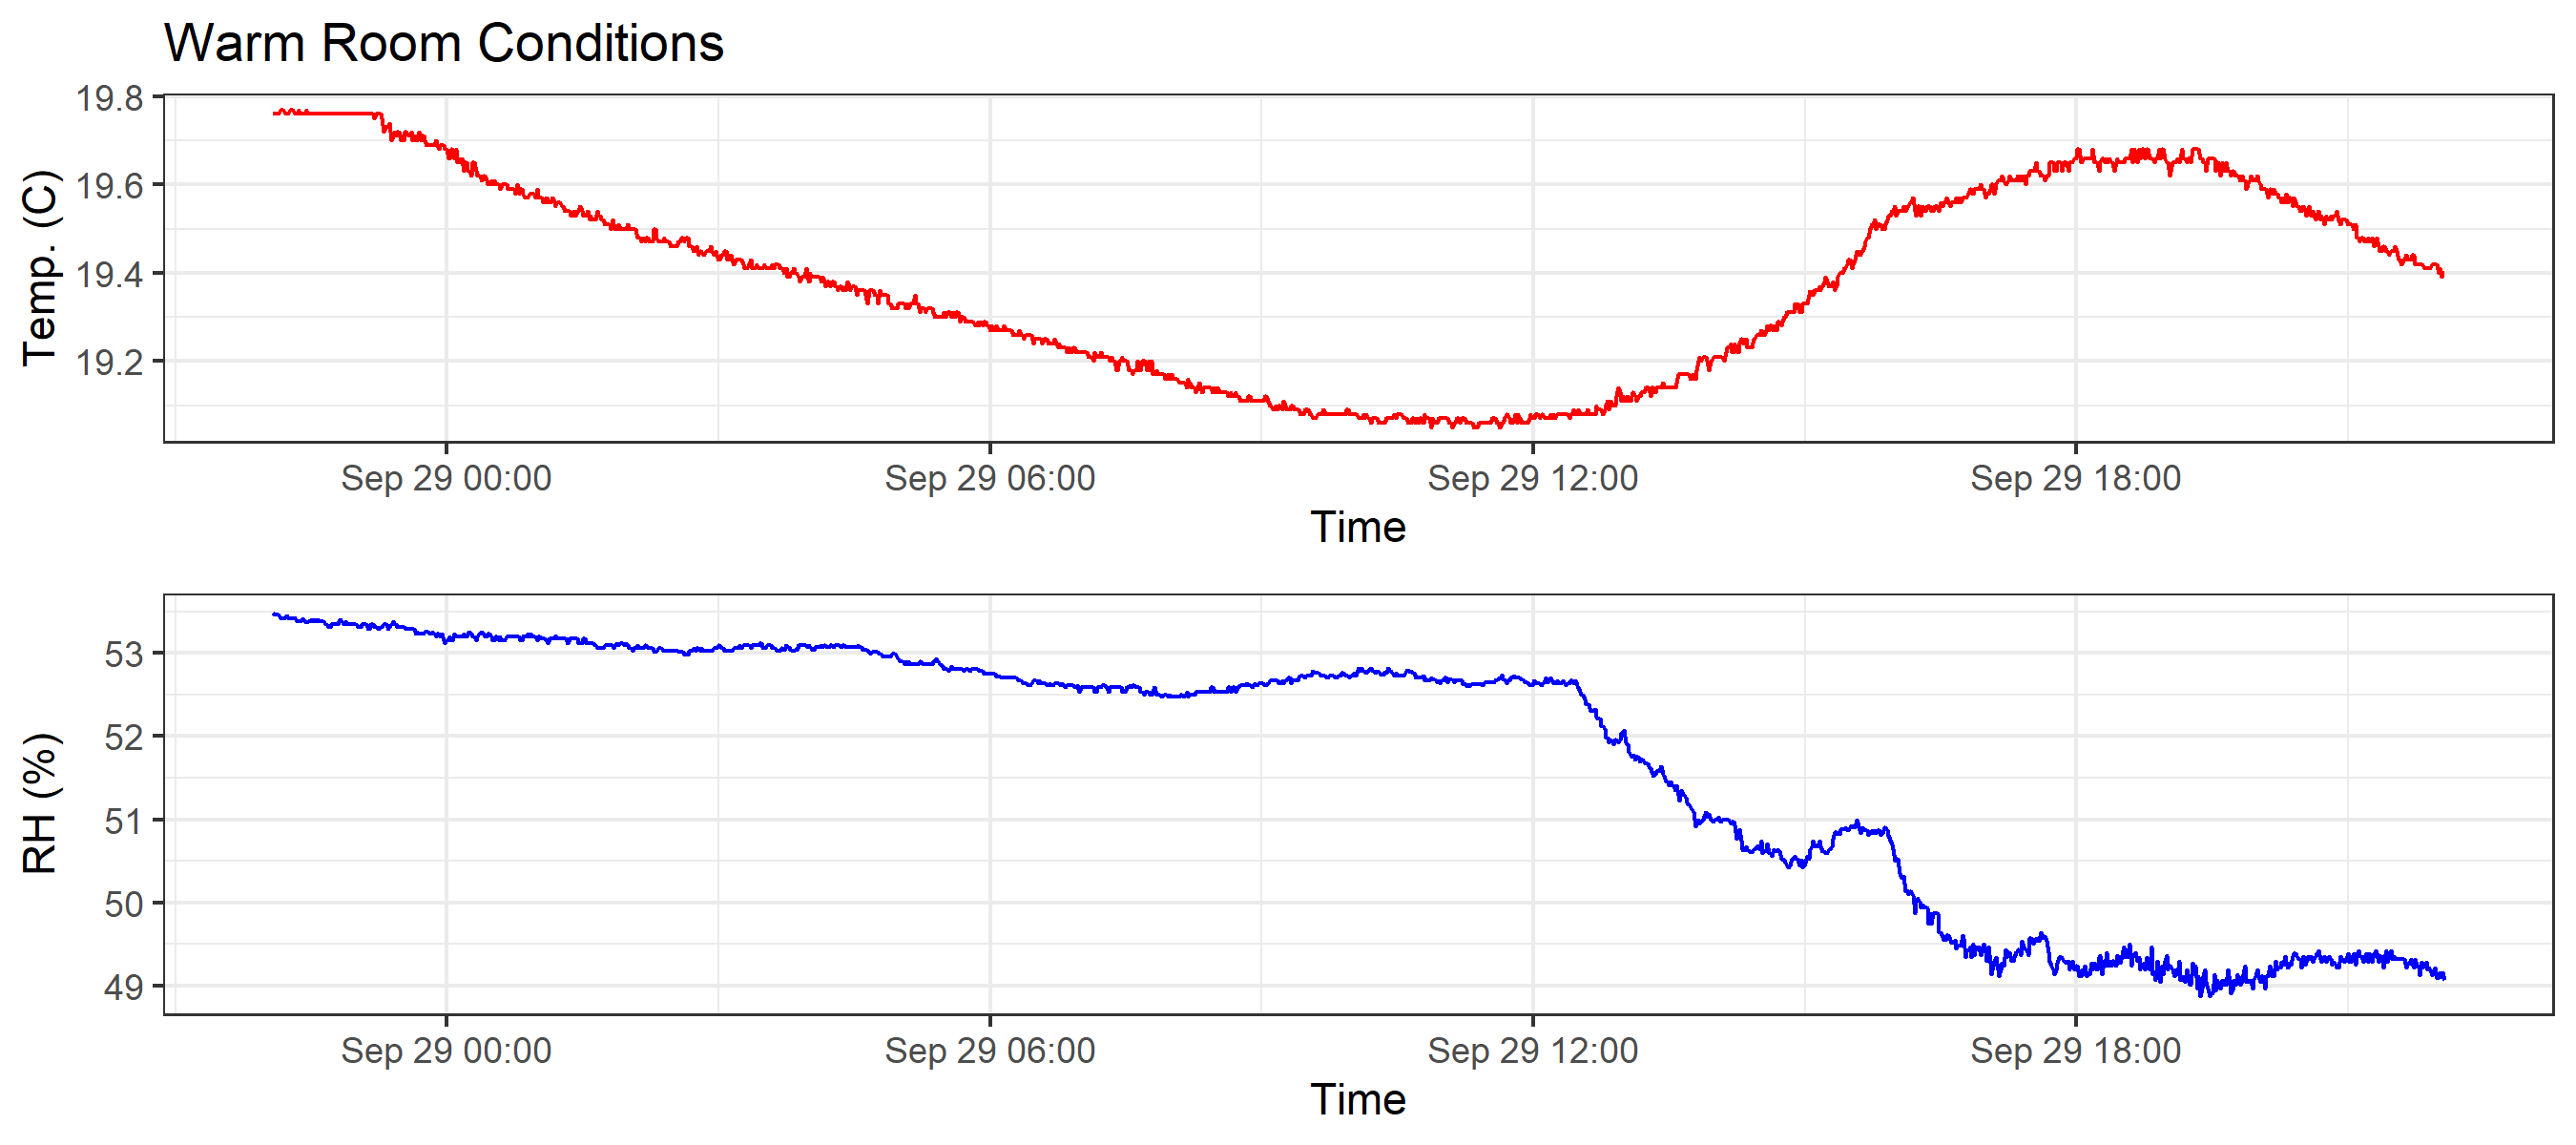 Warm Room Conditions
19.8
19.6
19.4
19.2
Temp. (C)
Sep 29 00:00 Sep 29 06:00 Sep 29 12:00 Sep 29 18:00
Time
53
52
51
50
49
RH (%)
Sep 29 00:00 Sep 29 06:00 Sep 29 12:00 Sep 29 18:00
Time